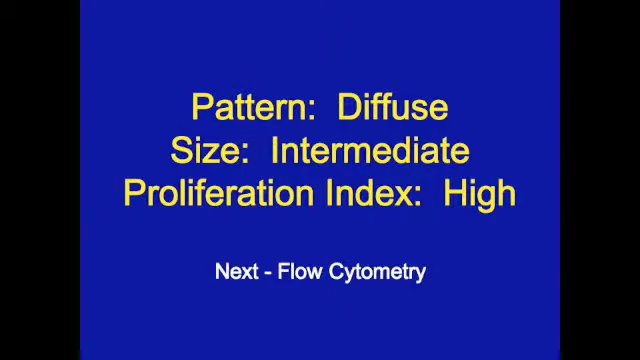 Pattern: Diffuse
Size: Intermediate
Proliferation Index: High
Next - Flow Cytometry